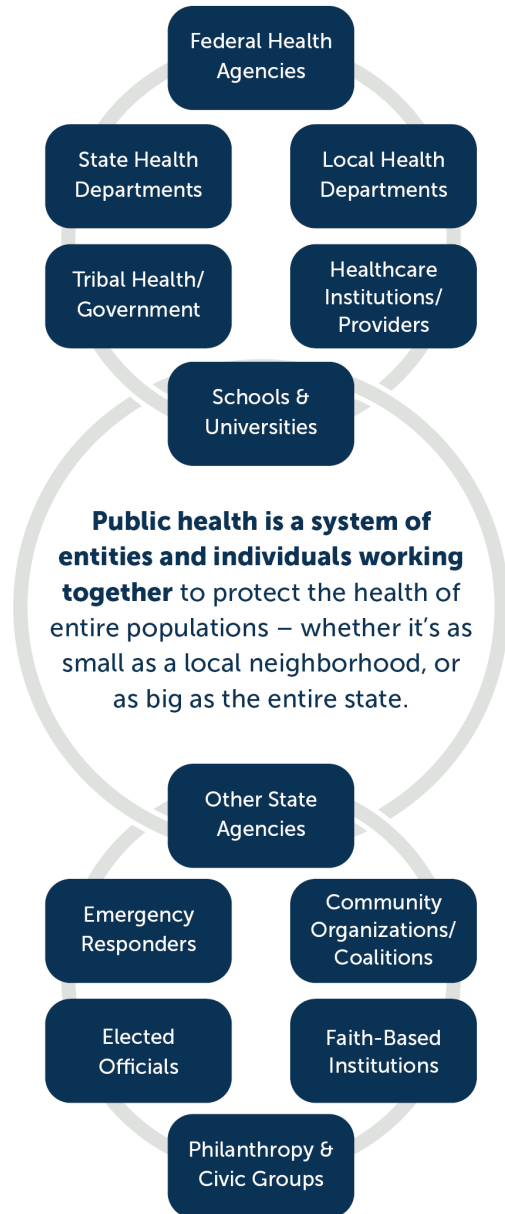 Federal Health
Agencies
State Health
Departments
Local Health
Departments
Tribal Health/
Government
Healthcare
Institutions/
Providers
Schools &
Universities
Public health is a system of
entities and individuals working
together to protect the health of
entire populations – whether it’s as
small as a local neighborhood, or
as big as the entire state.
Other State
Agencies
Emergency
Responders
Community
Organizations/
Coalitions
Elected
Officials
Faith-Based
Institutions
Philanthropy &
Civic Groups